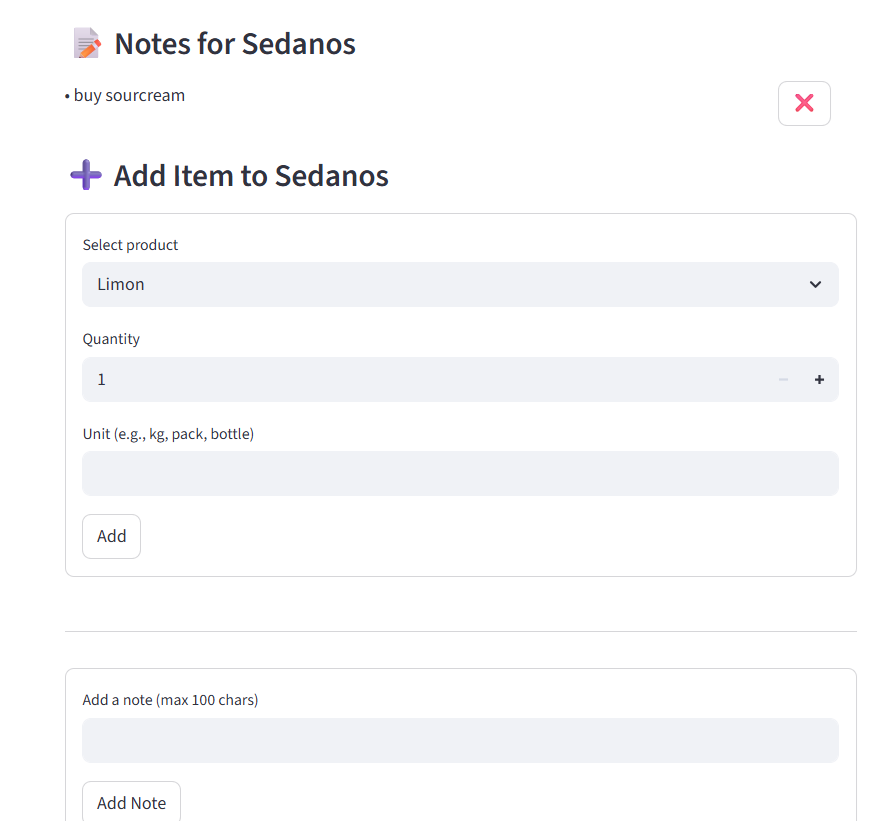 Notes for Sedanos
• buy sourcream
Add Item to Sedanos
Select product
Limon
Quantity
1
Unit (e.g., kg, pack, bottle)
Add
Add a note (max 100 chars)
Add Note